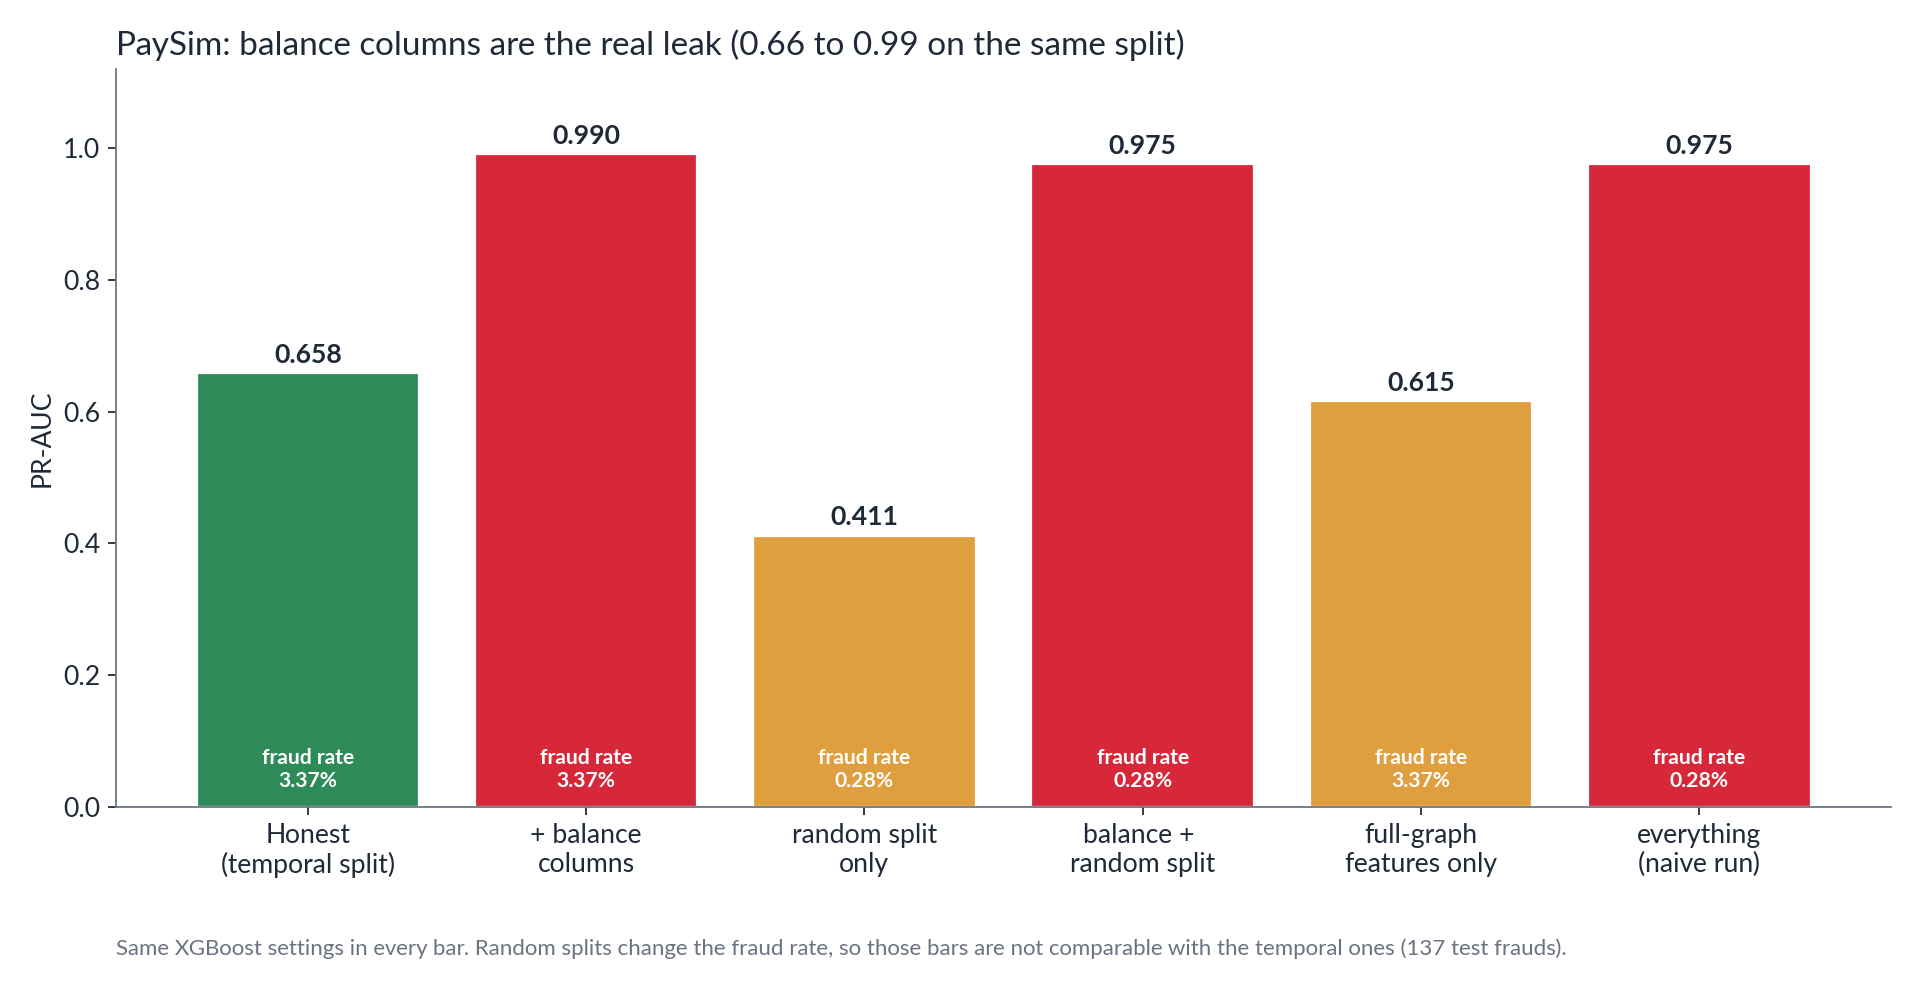 PaySim: balance columns are the real leak (0.66 to 0.99 on the same split)
PR-AUC
1.0
0.8
0.6
0.4
0.2
0.0
0.658
0.990
0.411
0.975
0.615
0.975
fraud rate
3.37%
fraud rate
3.37%
fraud rate
0.28%
fraud rate
0.28%
fraud rate
3.37%
fraud rate
0.28%
Honest
(temporal split)
+ balance
columns
random split
only
balance +
random split
full-graph
features only
everything
(naive run)
Same XGBoost settings in every bar. Random splits change the fraud rate, so those bars are not comparable with the temporal ones (137 test frauds).